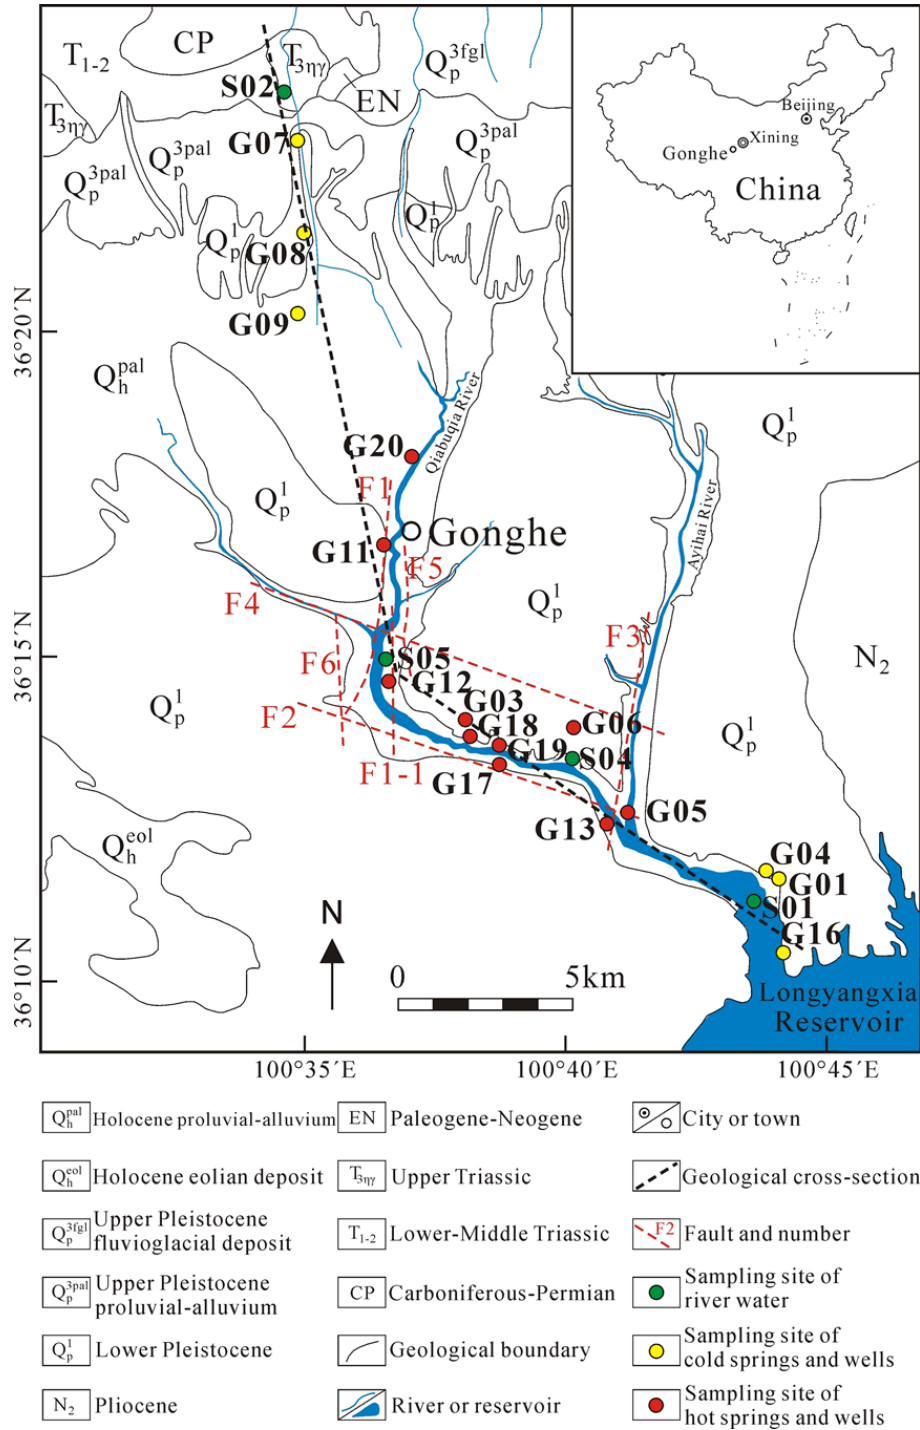 CP
T1-2
T3ηγ
Qp3fgl
S02
EN
Beijing
T3ηγ
Xining
G07
Qp3pal
Gonghe
Qp3pal
Qp3pal
China
Qp1
Qp1
G08
G09
36°20′N
Qhpal
Qiabuqia River
Qp1
G20
F1
Qp1
Gonghe
Ayihai River
G11
F5
F4
Qp1
F3
36°15′N
S05
N2
F6
G12
Qp1
G03
F2
G18
G06
Qp1
G19
S04
F1-1
G17
G05
G13
Qheol
G04
G01
S01
N
G16
36°10′N
0
5km
Longyangxia
Reservoir
100°35′E
100°40′E
100°45′E
Qhpal Holocene proluvial-alluvium
EN Paleogene-Neogene
City or town
Qheol Holocene eolian deposit
T3ηγ Upper Triassic
Geological cross-section
Qp3fgl Upper Pleistocene
fluvioglacial deposit
T1-2 Lower-Middle Triassic
F2 Fault and number
Qp3pal Upper Pleistocene
proluvial-alluvium
CP Carboniferous-Permian
Sampling site of
river water
Qp1 Lower Pleistocene
Geological boundary
Sampling site of
cold springs and wells
N2 Pliocene
River or reservoir
Sampling site of
hot springs and wells